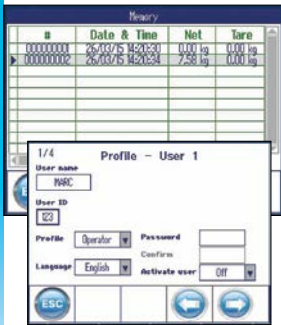 Memory
# Date & Time Net Tare
00000001 26/03/15 14:20:30 0,00 kg 0,00 kg
000000002 26/03/15 14:20:34 7,58 kg 0,00 kg
1/4 Profile - User 1
User name
MARC
User ID
123
Profile Operator Password
Confirm
Language English Activate user Off
ESC